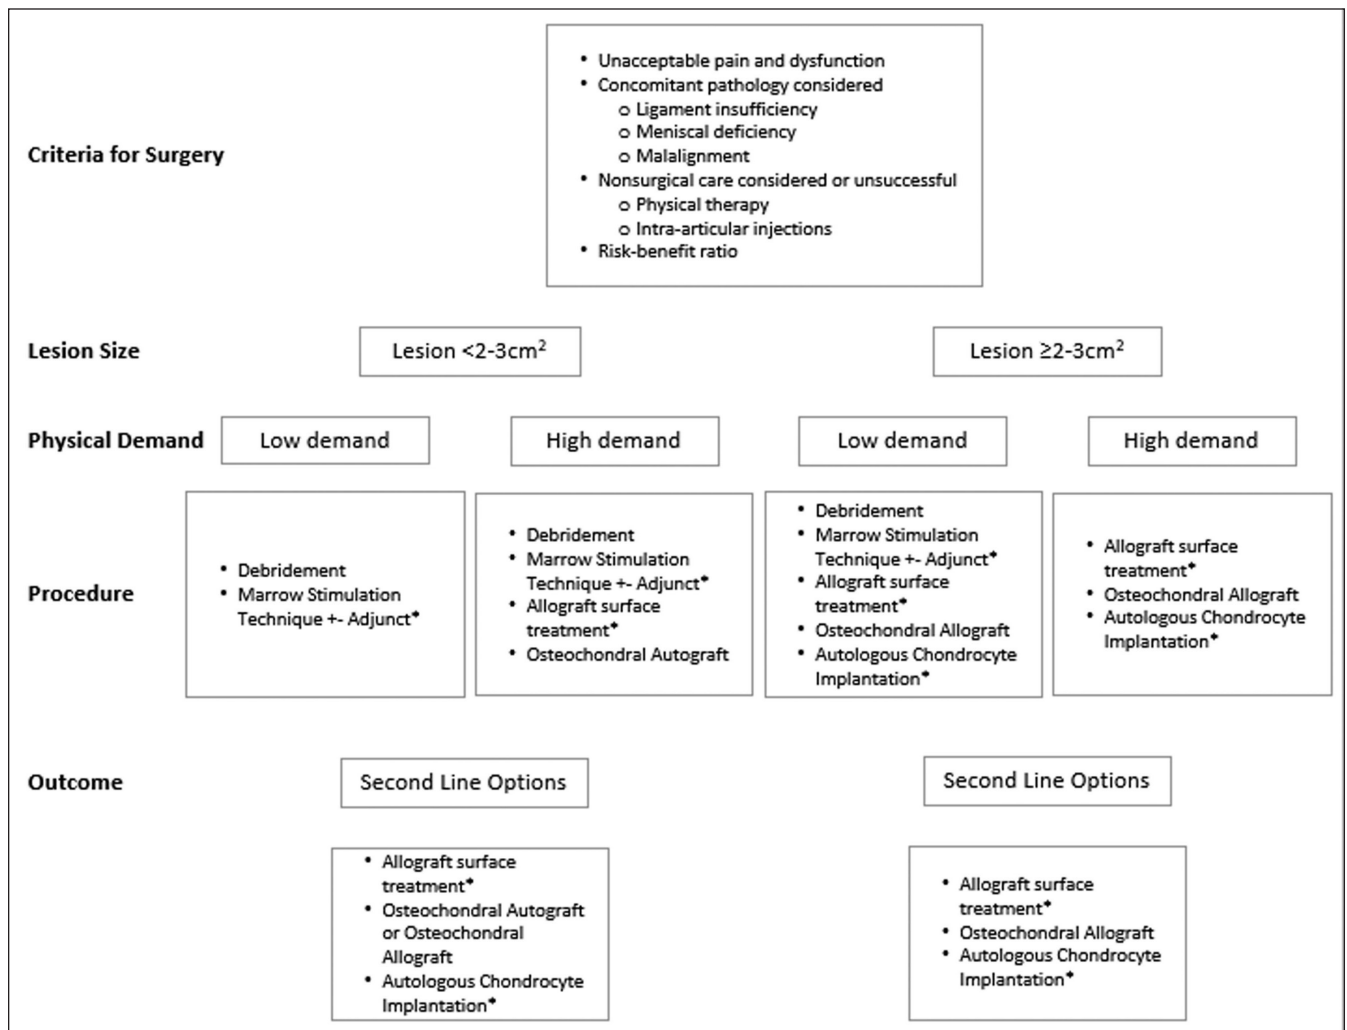 Criteria for Surgery
• Unacceptable pain and dysfunction
• Concomitant pathology considered
o Ligament insufficiency
o Meniscal deficiency
o Malalignment
• Nonsurgical care considered or unsuccessful
o Physical therapy
o Intra-articular injections
• Risk-benefit ratio
Lesion Size
Lesion <2-3cm²
Lesion ≥2-3cm²
Physical Demand
Low demand
High demand
Low demand
High demand
Procedure
• Debridement
• Marrow Stimulation
Technique +- Adjunct*
• Debridement
• Marrow Stimulation
Technique +- Adjunct*
• Allograft surface
treatment*
• Osteochondral Autograft
• Debridement
• Marrow Stimulation
Technique +- Adjunct*
• Allograft surface
treatment*
• Osteochondral Allograft
• Autologous Chondrocyte
Implantation*
• Allograft surface
treatment*
• Osteochondral Allograft
• Autologous Chondrocyte
Implantation*
Outcome
Second Line Options
Second Line Options
• Allograft surface
treatment*
• Osteochondral Autograft
or Osteochondral
Allograft
• Autologous Chondrocyte
Implantation*
• Allograft surface
treatment*
• Osteochondral Allograft
• Autologous Chondrocyte
Implantation*